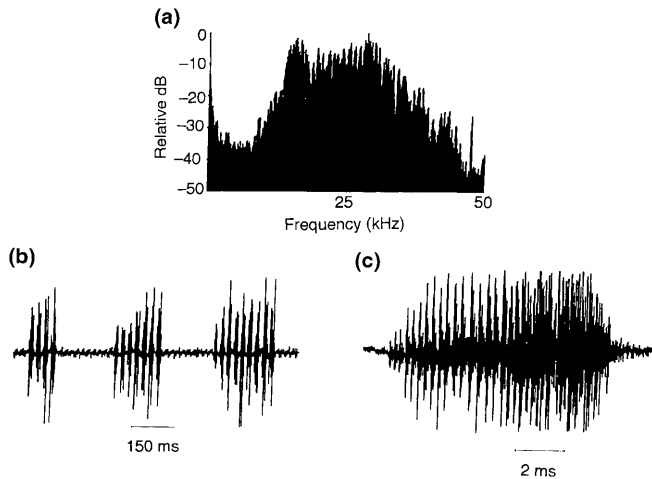 (a)
0
−10
−20
−30
−40
−50
Relative dB
25
50
Frequency (kHz)
(b)
(c)
150 ms
2 ms